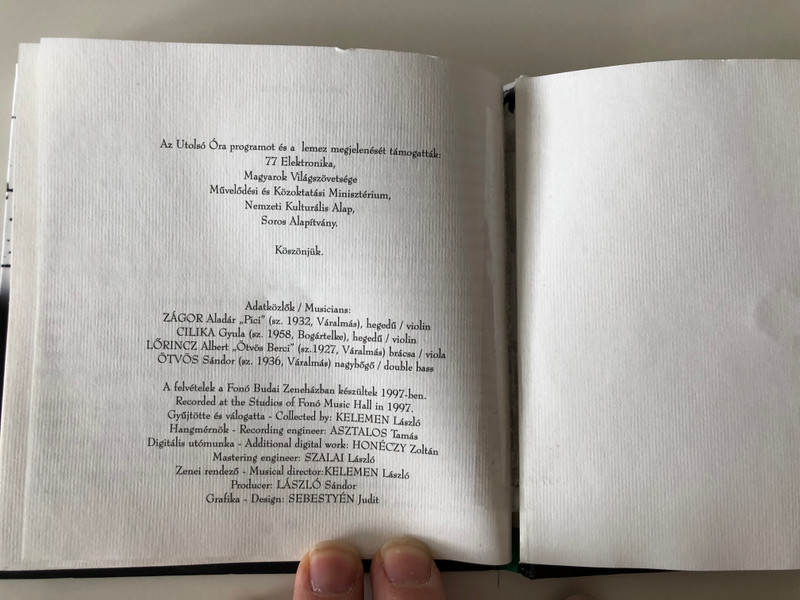 Az Utolsó Óra programot és a lemez megjelenését támogatták:
77 Elektronika,
Magyarok Világszövetsége
Művelődési és Közoktatási Minisztérium,
Nemzeti Kulturális Alap,
Soros Alapítvány.
Köszönjük.
Adatközlők / Musicians:
ZÁGOR Aladár „Pici" (sz. 1932, Váralmás), hegedű / violin
CILIKA Gyula (sz. 1958, Bogártelke), hegedű / violin
LŐRINCZ Albert „Ötvös Berci" (sz.1927, Váralmás) brácsa / viola
ÖTVÖS Sándor (sz. 1936, Váralmás) nagybőgő / double bass
A felvételek a Fonó Budai Zeneházban készültek 1997-ben.
Recorded at the Studios of Fonó Music Hall in 1997.
Gyűjtötte és válogatta - Collected by: KELEMEN László
Hangmérnök - Recording engineer: ASZTALOS Tamás
Digitális utómunka - Additional digital work: HONÉCZY Zoltán
Mastering engineer: SZALAI László
Zenei rendező - Musical director:KELEMEN László
Producer: LÁSZLÓ Sándor
Grafika - Design: SEBESTYÉN Judit